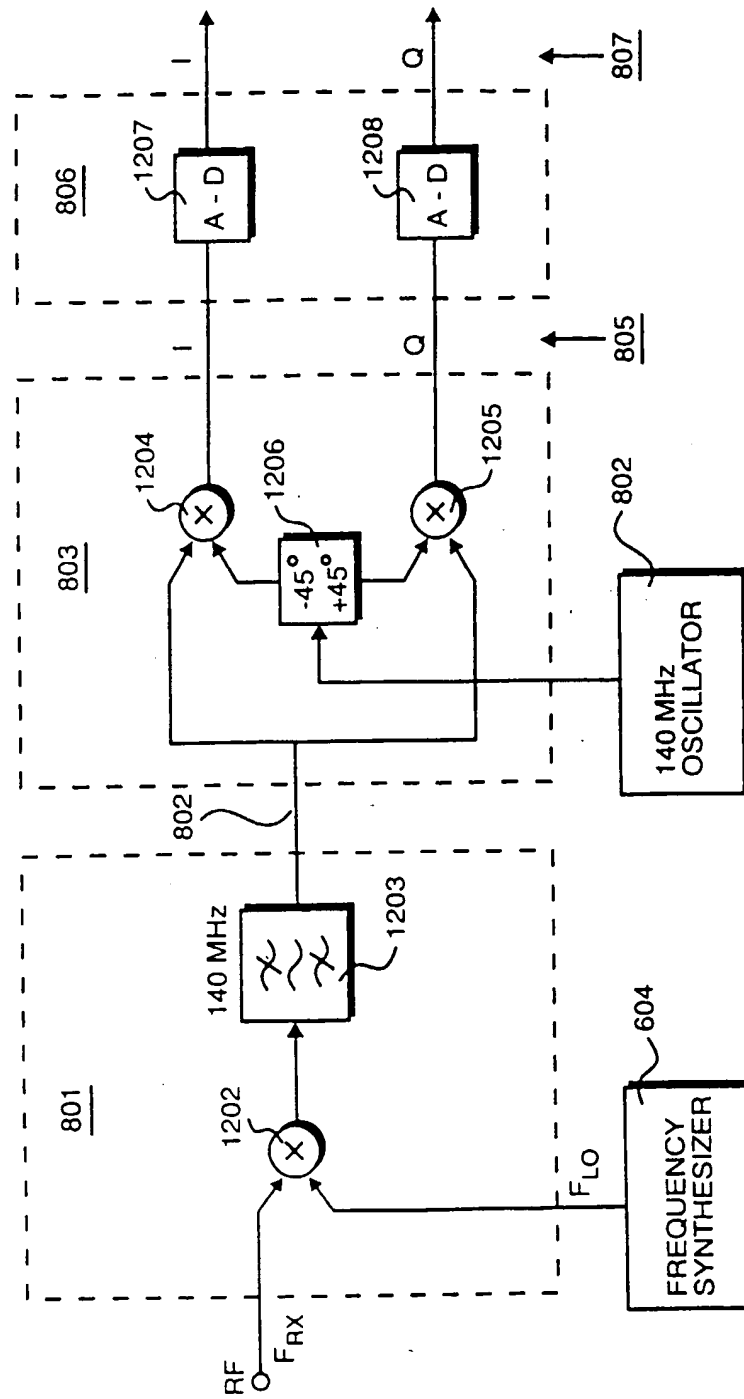 RF
F_RX
801
1202
140 MHz
1203
F_LO
FREQUENCY
SYNTHESIZER
604
802
803
1204
-45°
+45°
1206
1205
140 MHz
OSCILLATOR
802
I
Q
805
806
1207
A - D
1208
A - D
I
Q
807